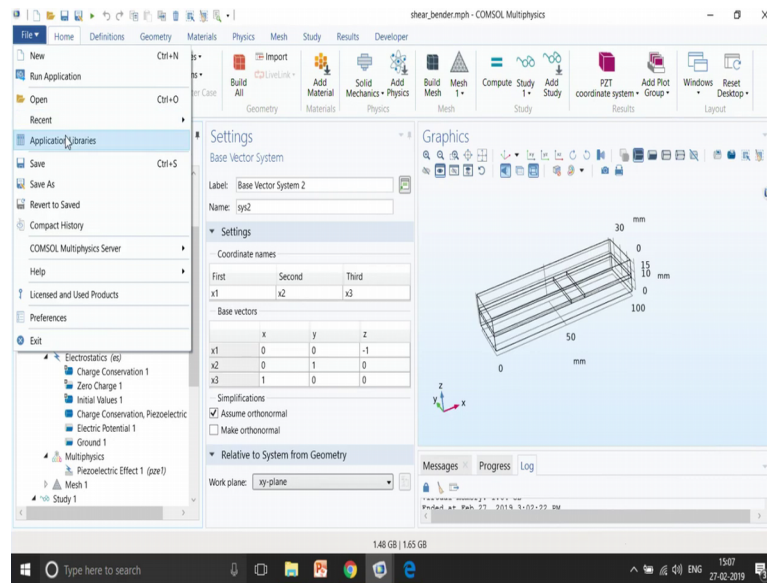 shear_bender.mph - COMSOL Multiphysics
File Home Definitions Geometry Materials Physics Mesh Study Results Developer
New Ctrl+N
Run Application
Open Ctrl+O
Recent
Application Libraries
Save Ctrl+S
Save As
Revert to Saved
Compact History
COMSOL Multiphysics Server
Help
Licensed and Used Products
Preferences
Exit
Build All
Import
LiveLink
Geometry
Add Material
Materials
Solid Mechanics
Add Physics
Physics
Build Mesh
Mesh 1
Mesh
Compute
Study 1
Add Study
Study
PZT coordinate system
Add Plot Group
Results
Windows
Reset Desktop
Layout
Electrostatics (es)
Charge Conservation 1
Zero Charge 1
Initial Values 1
Charge Conservation, Piezoelectric
Electric Potential 1
Ground 1
Multiphysics
Piezoelectric Effect 1 (pze1)
Mesh 1
Study 1
Settings
Base Vector System
Label: Base Vector System 2
Name: sys2
Settings
Coordinate names
First Second Third
x1 x2 x3
Base vectors
x y z
x1 0 0 -1
x2 0 1 0
x3 1 0 0
Simplifications
Assume orthonormal
Make orthonormal
Relative to System from Geometry
Work plane: xy-plane
Graphics
mm
30
0
15
10 mm
0
100
50
0 mm
z
y x
Messages Progress Log
Ended at Feb 27, 2019 3:02:22 PM
1.48 GB | 1.65 GB
Type here to search
ENG
15:07
27-02-2019